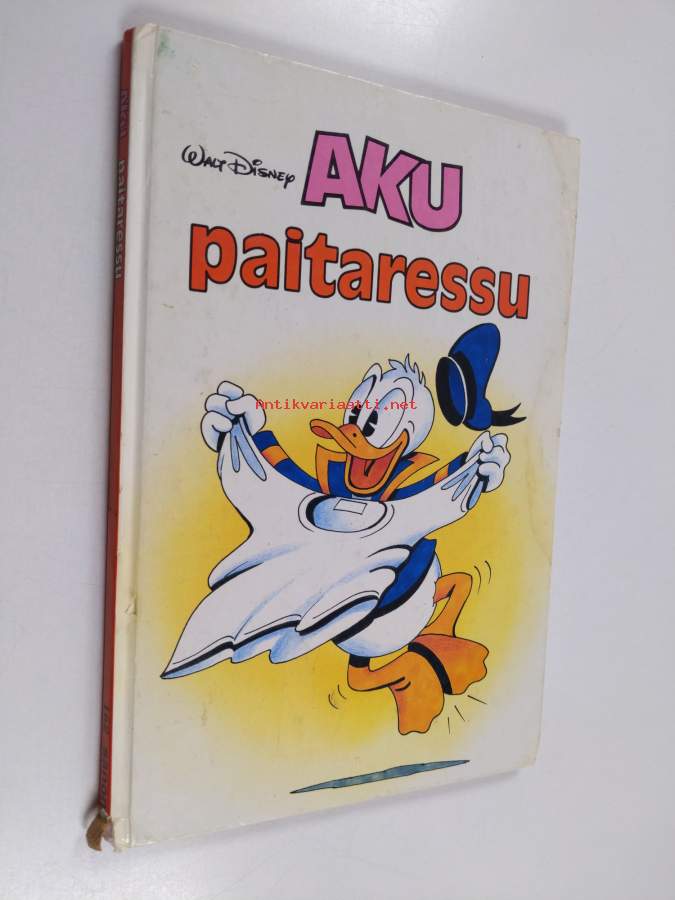 WALT DISNEY
AKU
paitaressu
Antikvariaatti.net
Aku paitaressu